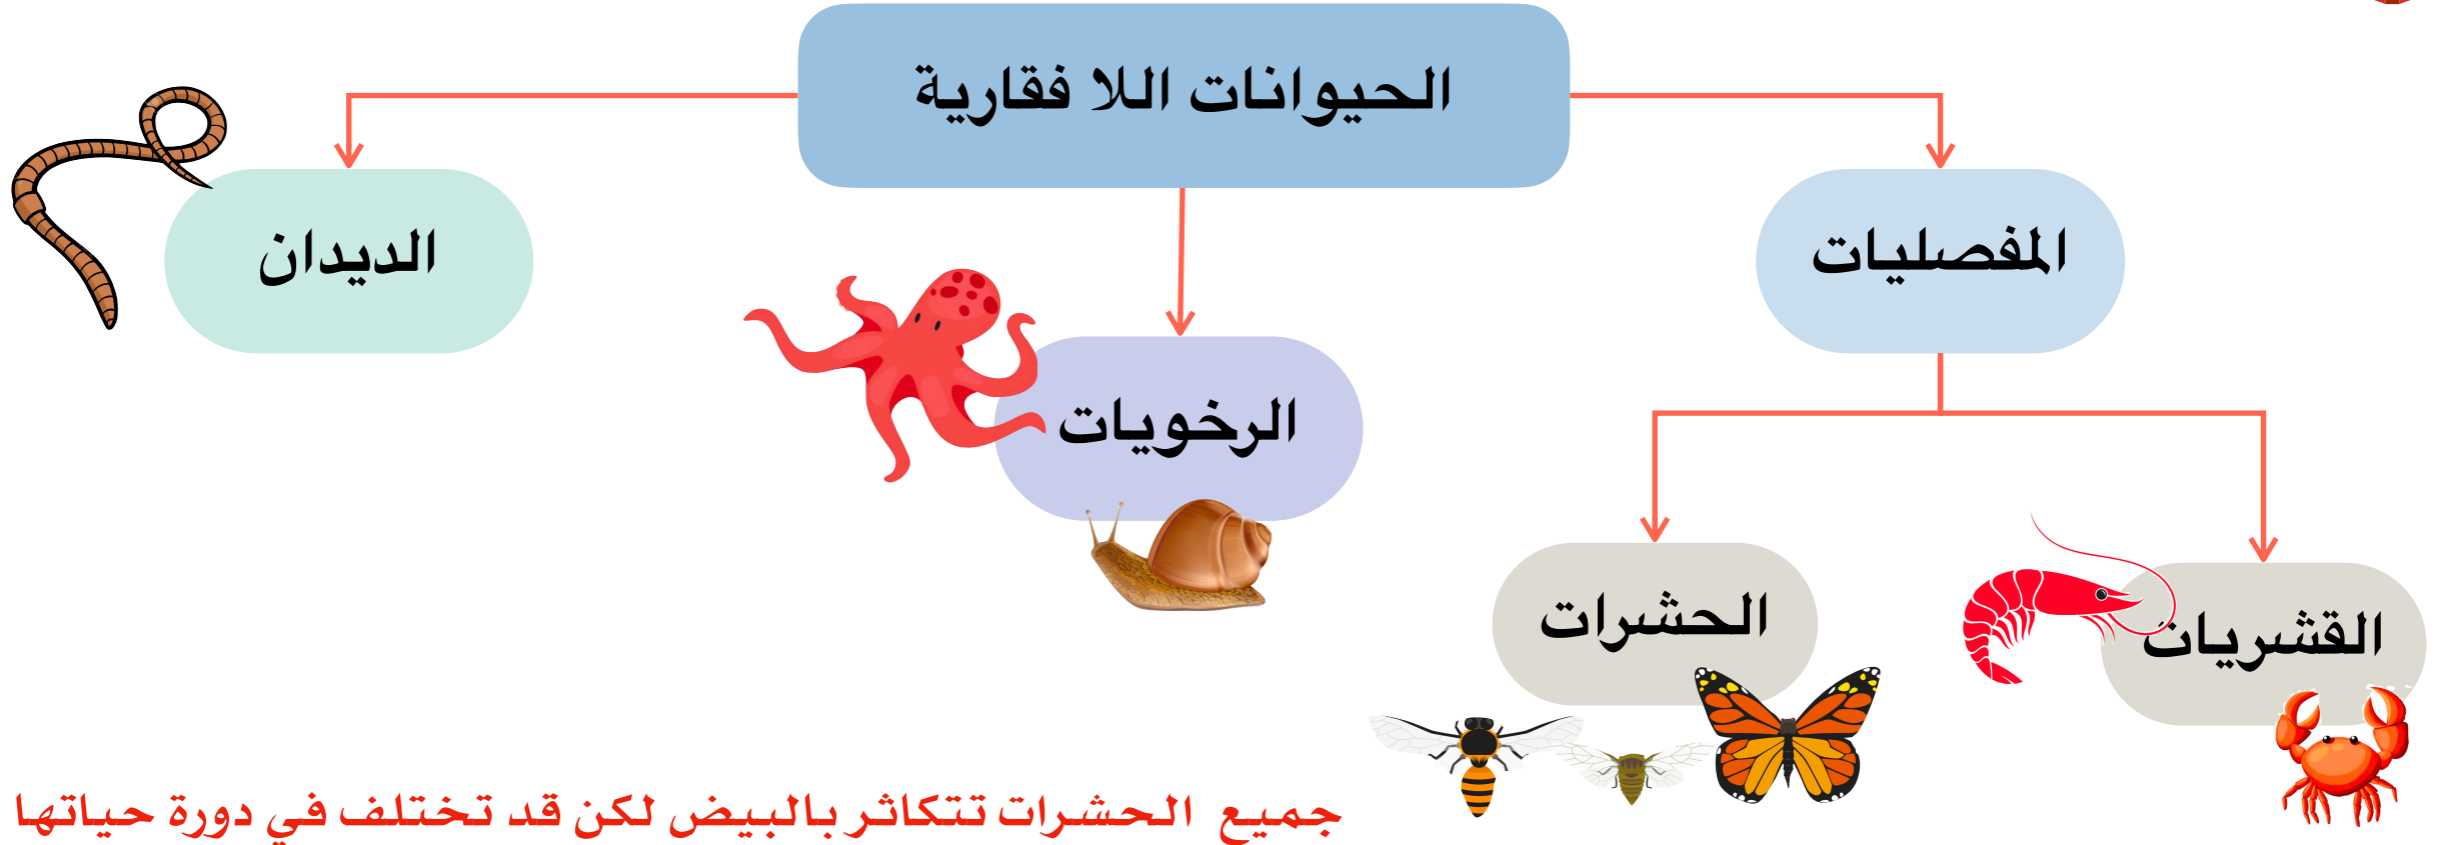 الحيوانات اللا فقارية
المفصليات
الديدان
الرخويات
القشريات
الحشرات
جميع الحشرات تتكاثر بالبيض لكن قد تختلف في دورة حياتها